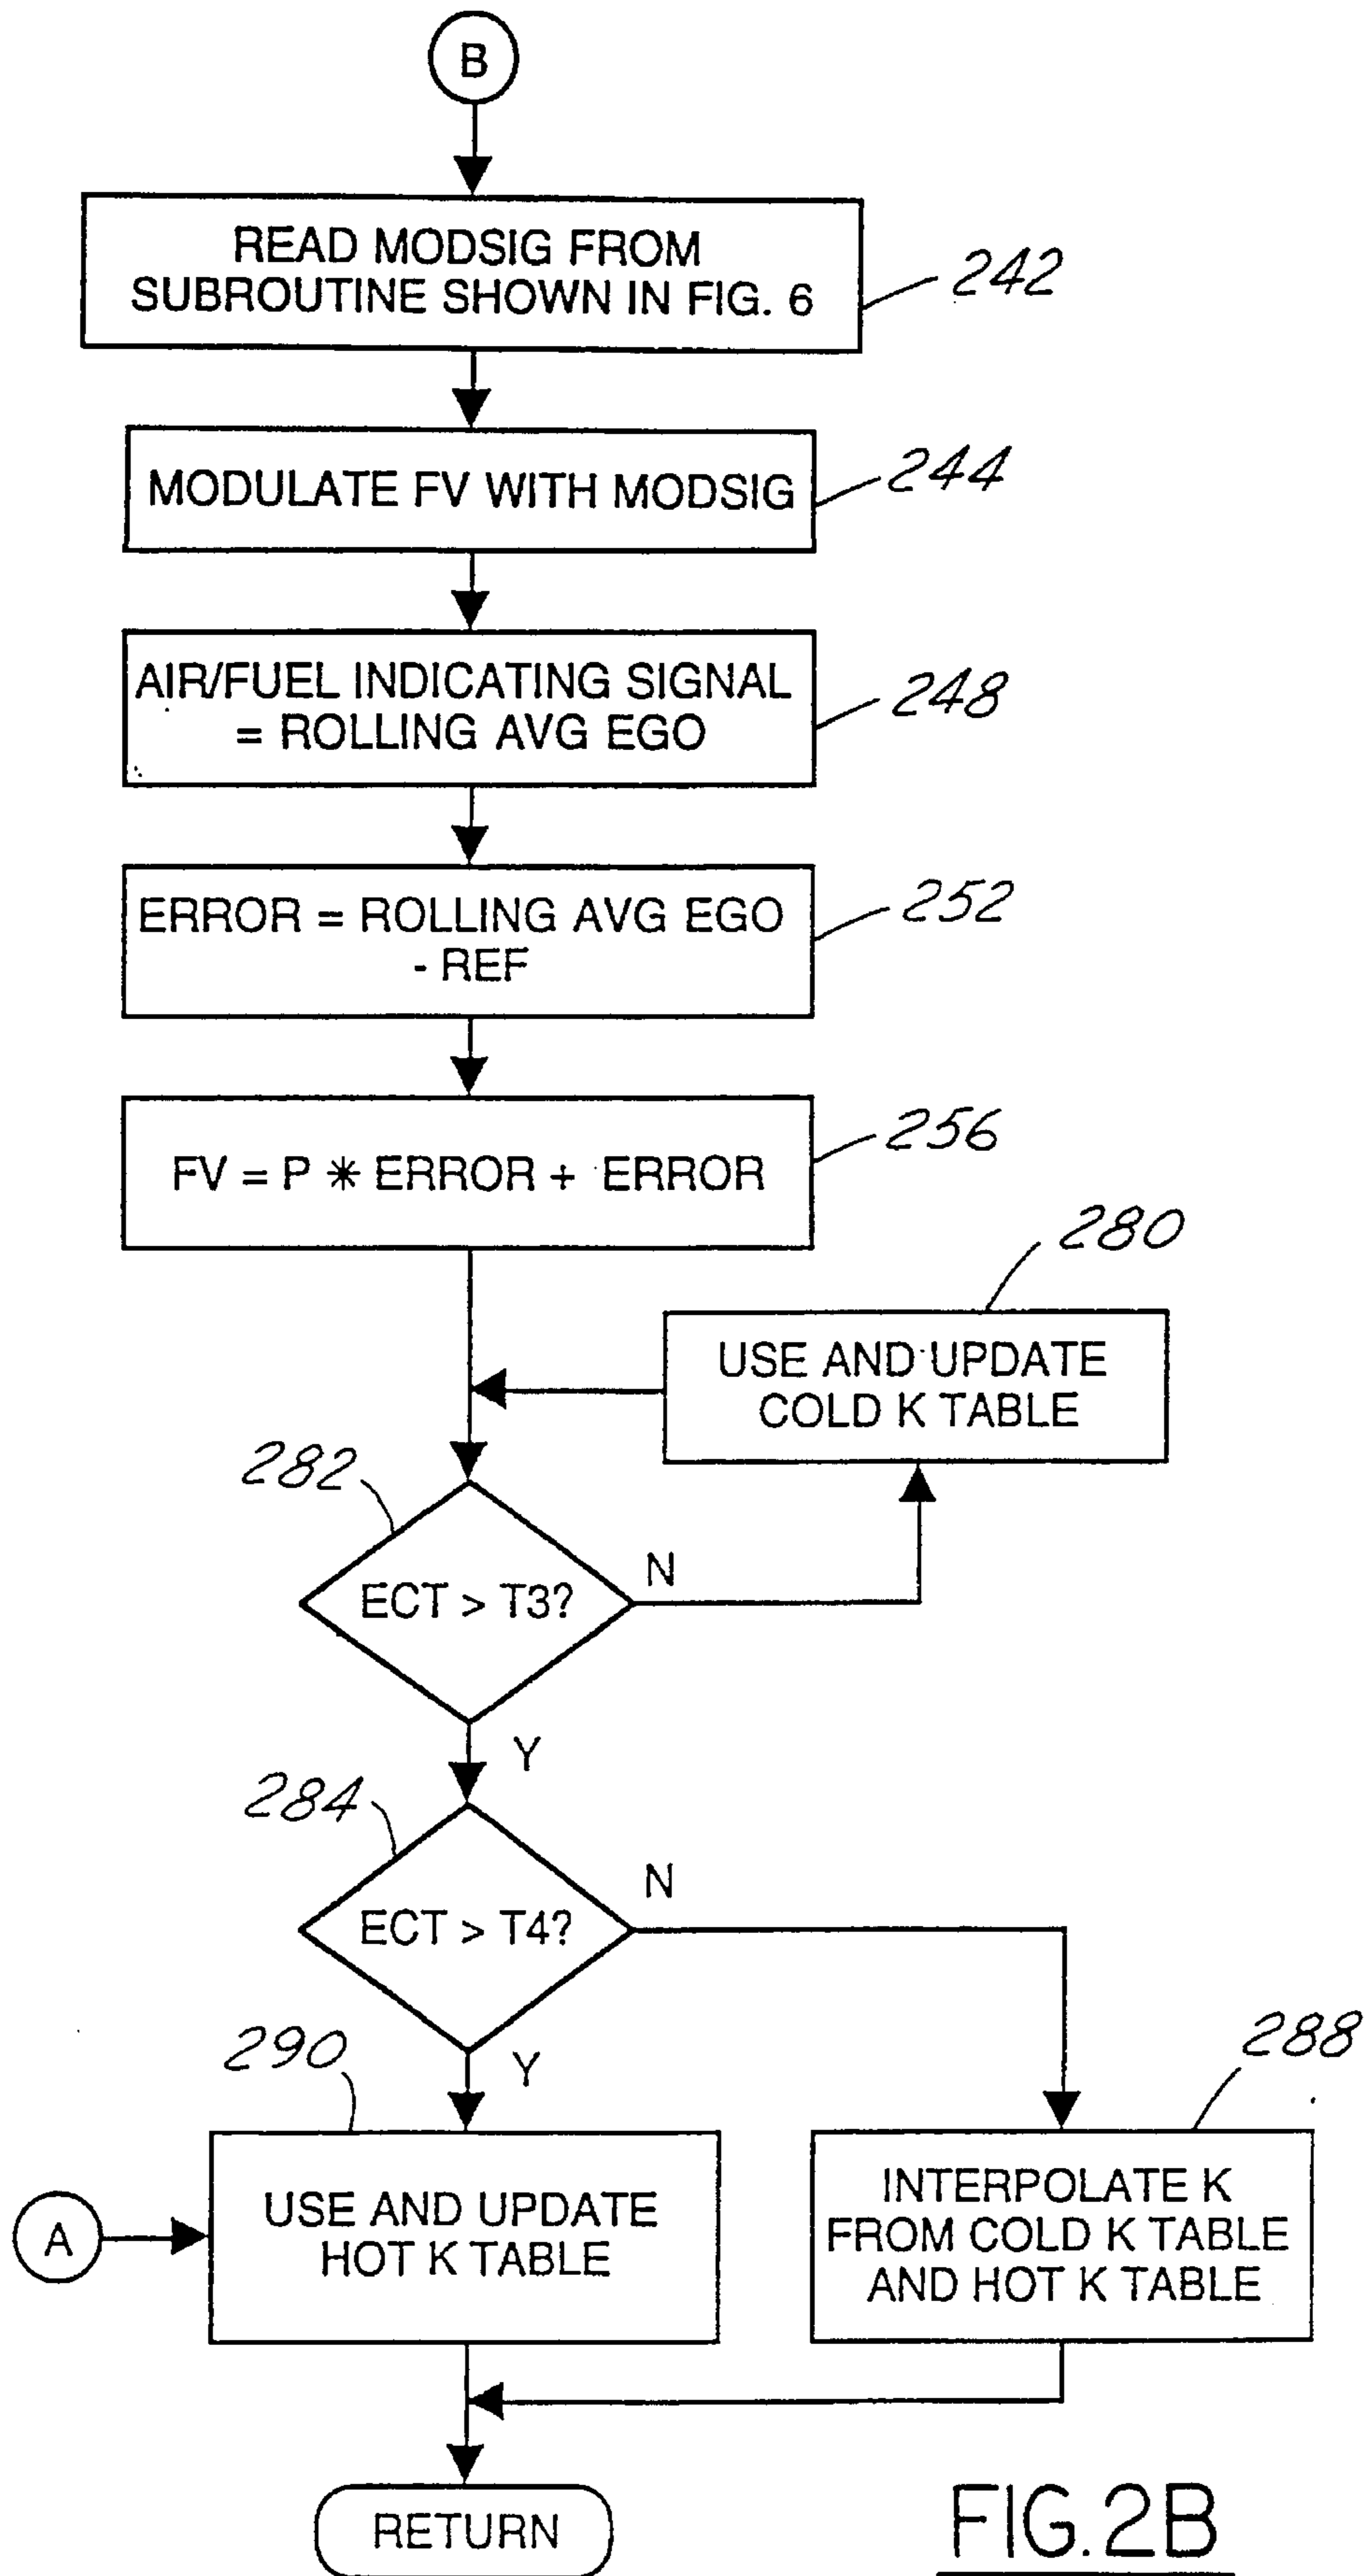 B
READ MODSIG FROM
SUBROUTINE SHOWN IN FIG. 6
242
MODULATE FV WITH MODSIG
244
AIR/FUEL INDICATING SIGNAL
= ROLLING AVG EGO
248
ERROR = ROLLING AVG EGO
- REF
252
FV = P * ERROR + ERROR
256
280
USE AND UPDATE
COLD K TABLE
282
ECT > T3?
N
Y
284
ECT > T4?
N
Y
290
288
A
USE AND UPDATE
HOT K TABLE
INTERPOLATE K
FROM COLD K TABLE
AND HOT K TABLE
RETURN
FIG.2B